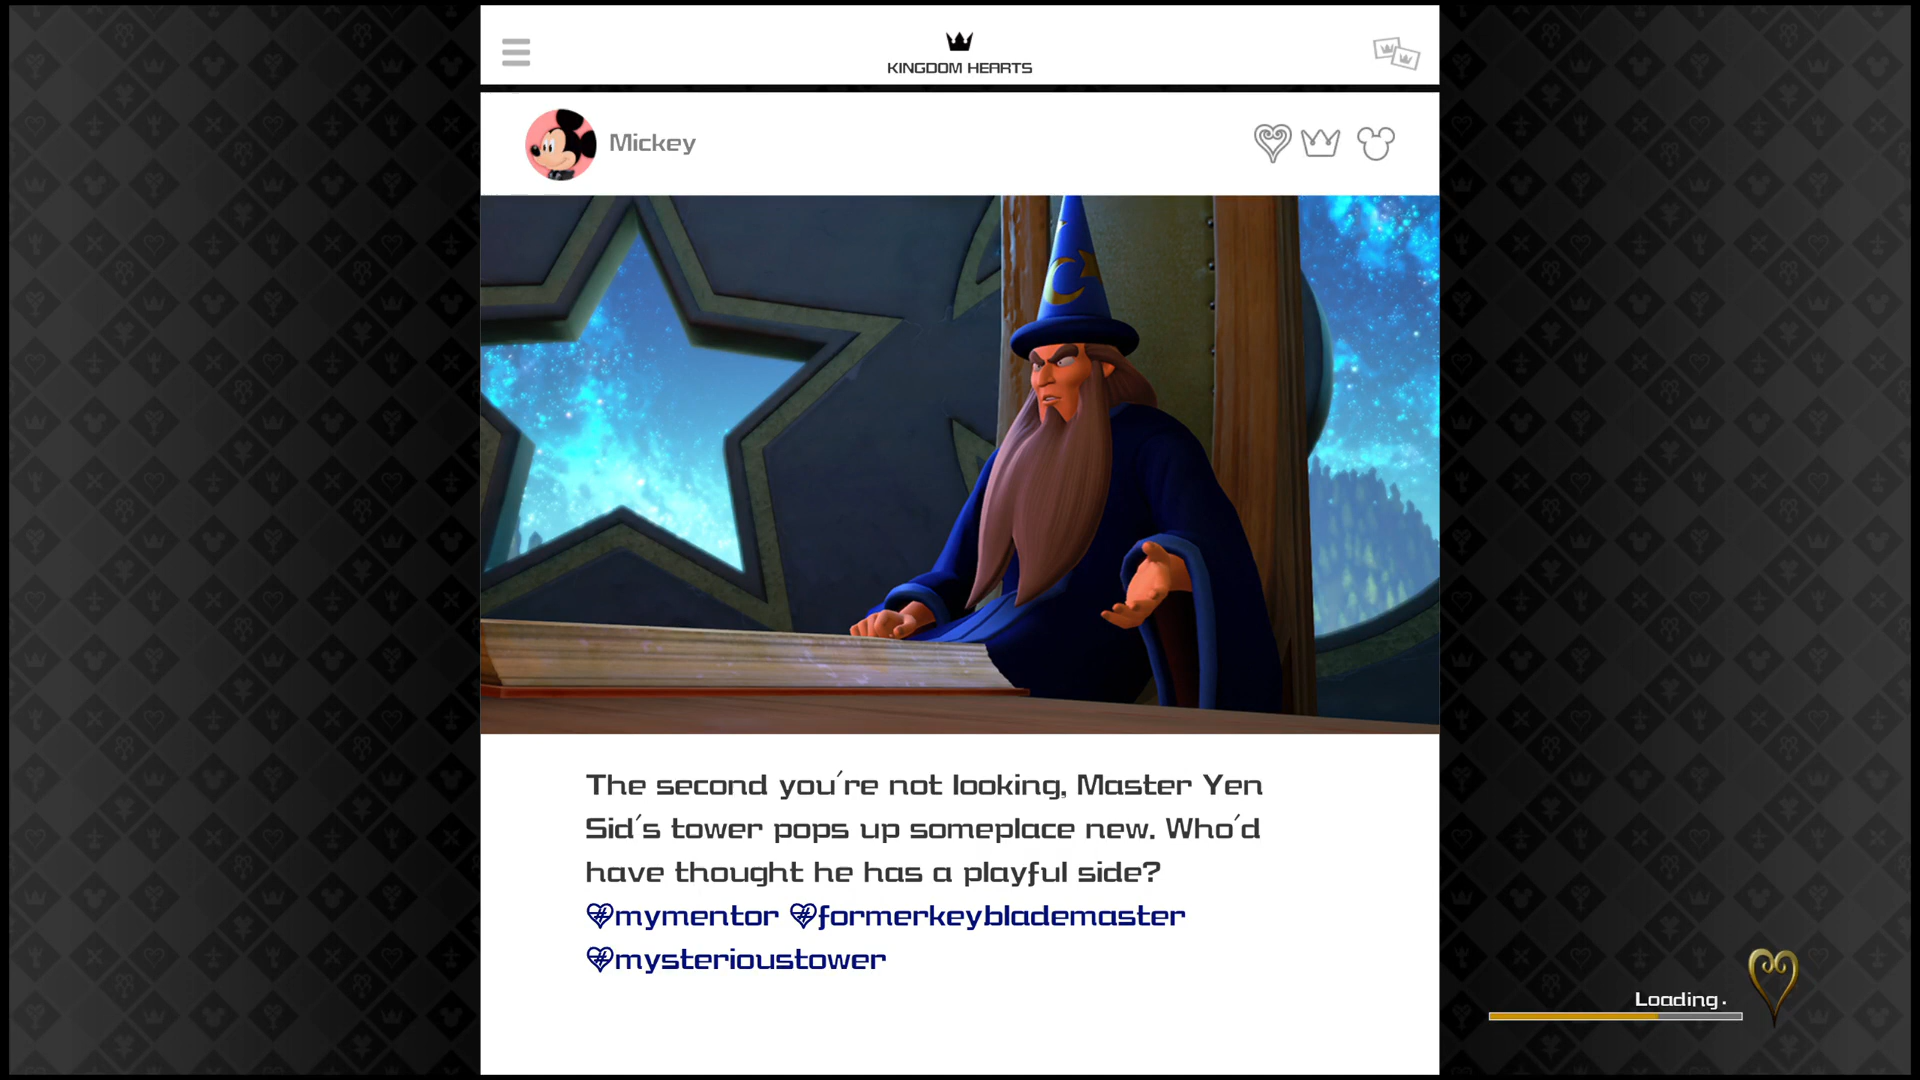 KINGDOM HEARTS
Mickey
The second you're not looking, Master Yen
Sid's tower pops up someplace new. Who'd
have thought he has a playful side?
#mymentor #formerkeyblademaster
#mysterioustower
Loading.